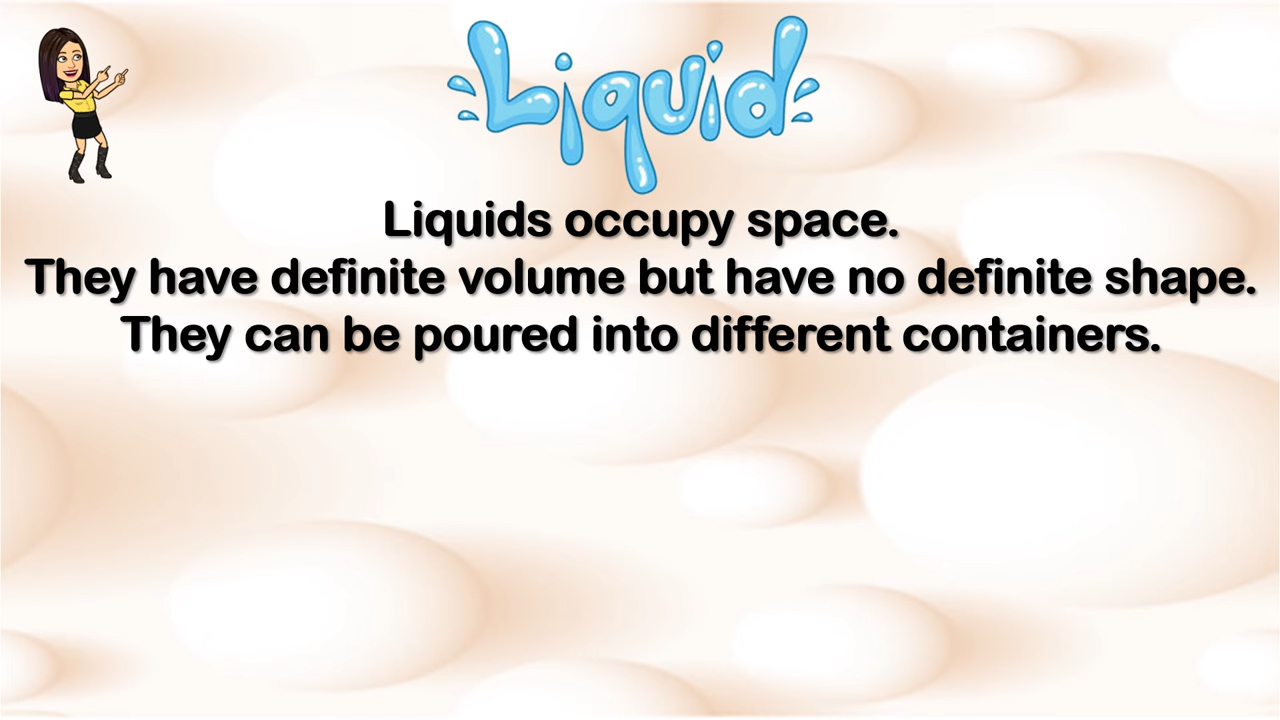 Liquid
Liquids occupy space.
They have definite volume but have no definite shape.
They can be poured into different containers.